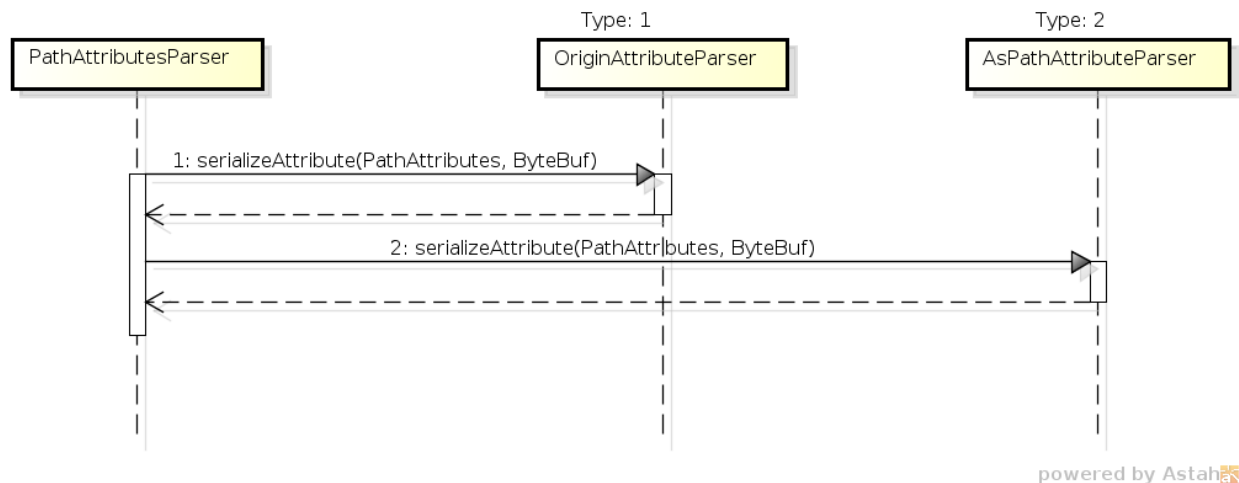 Type: 1
Type: 2
PathAttributesParser
OriginAttributeParser
AsPathAttributeParser
1: serializeAttribute(PathAttributes, ByteBuf)
2: serializeAttribute(PathAttributes, ByteBuf)
powered by Astah